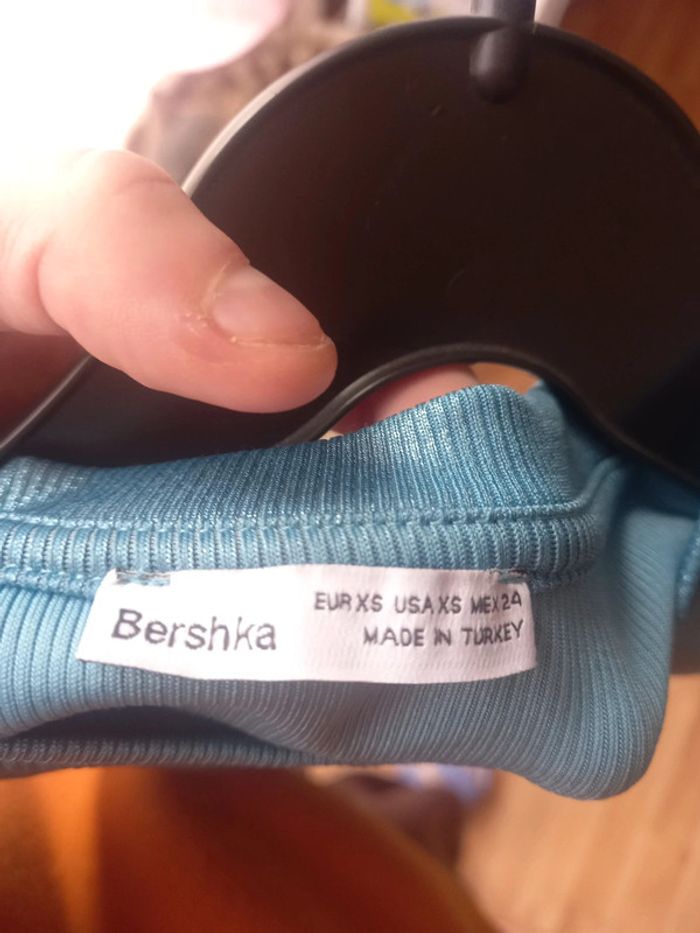 Bershka
EUR XS USA XS MEX 24
MADE IN TURKEY